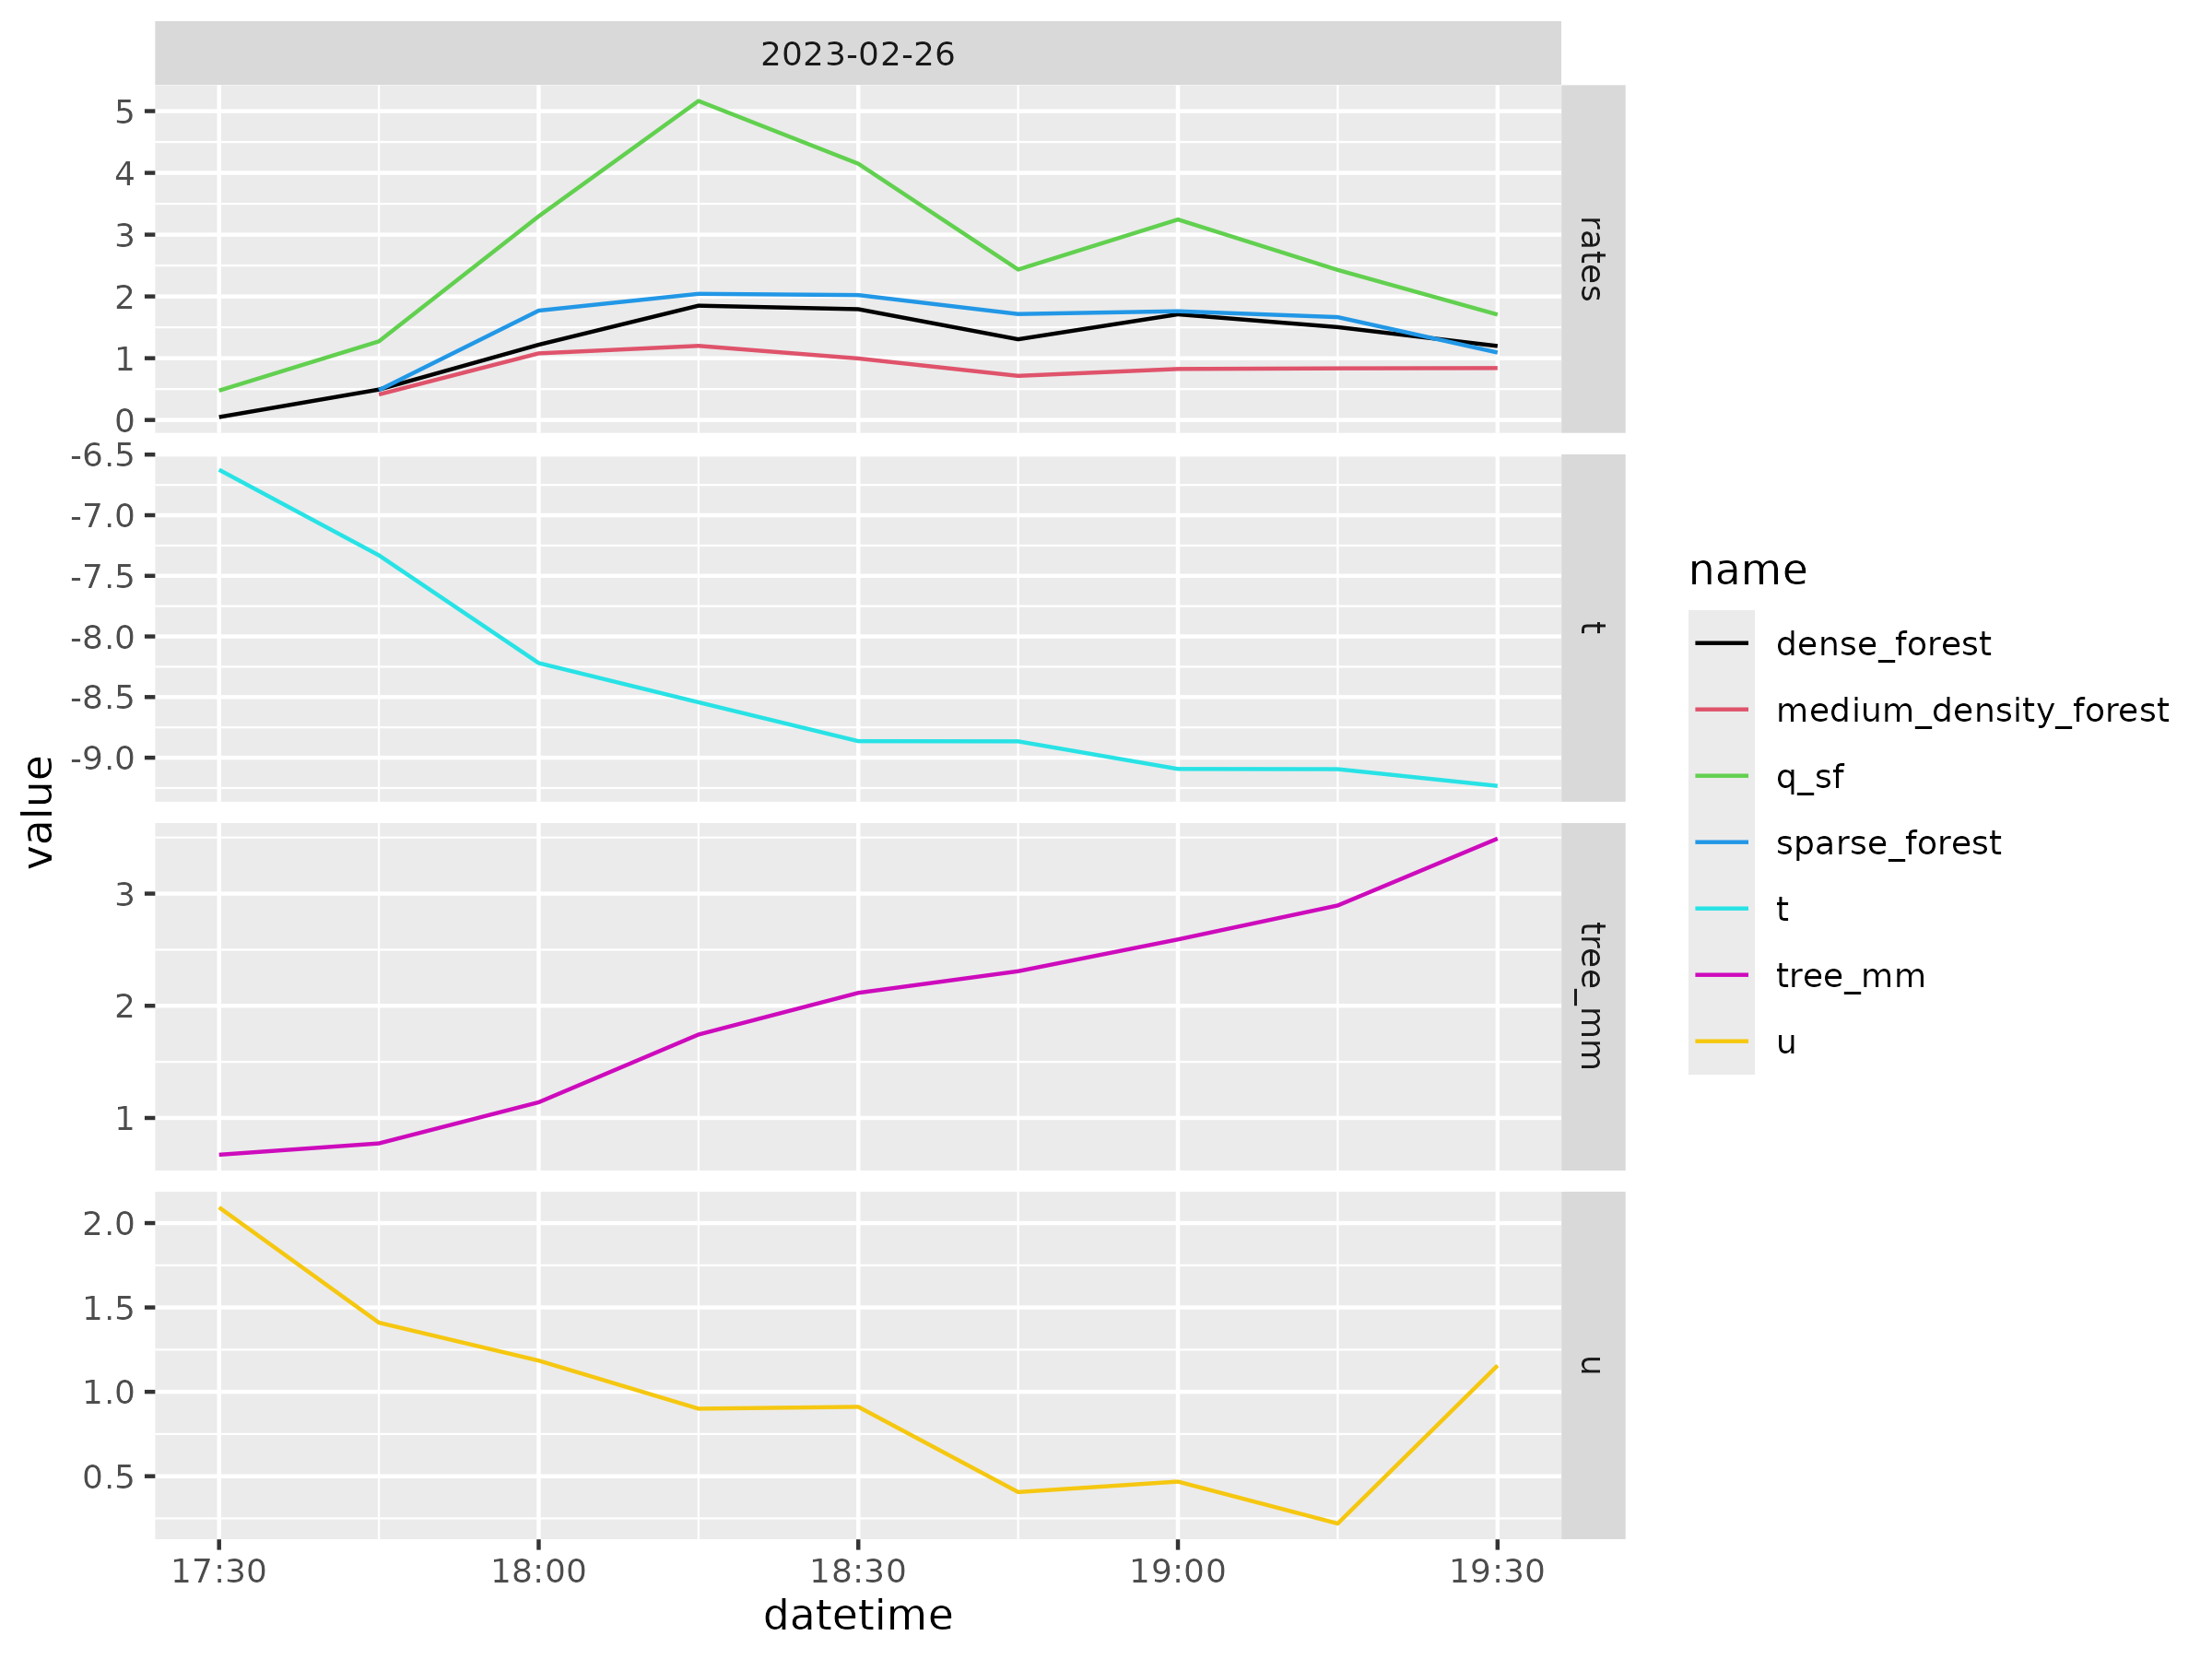 2023-02-26
5
4
3
2
1
0
rates
-6.5
-7.0
-7.5
-8.0
-8.5
-9.0
t
3
2
1
tree_mm
2.0
1.5
1.0
0.5
u
17:30 18:00 18:30 19:00 19:30
datetime
value
name
dense_forest
medium_density_forest
q_sf
sparse_forest
t
tree_mm
u